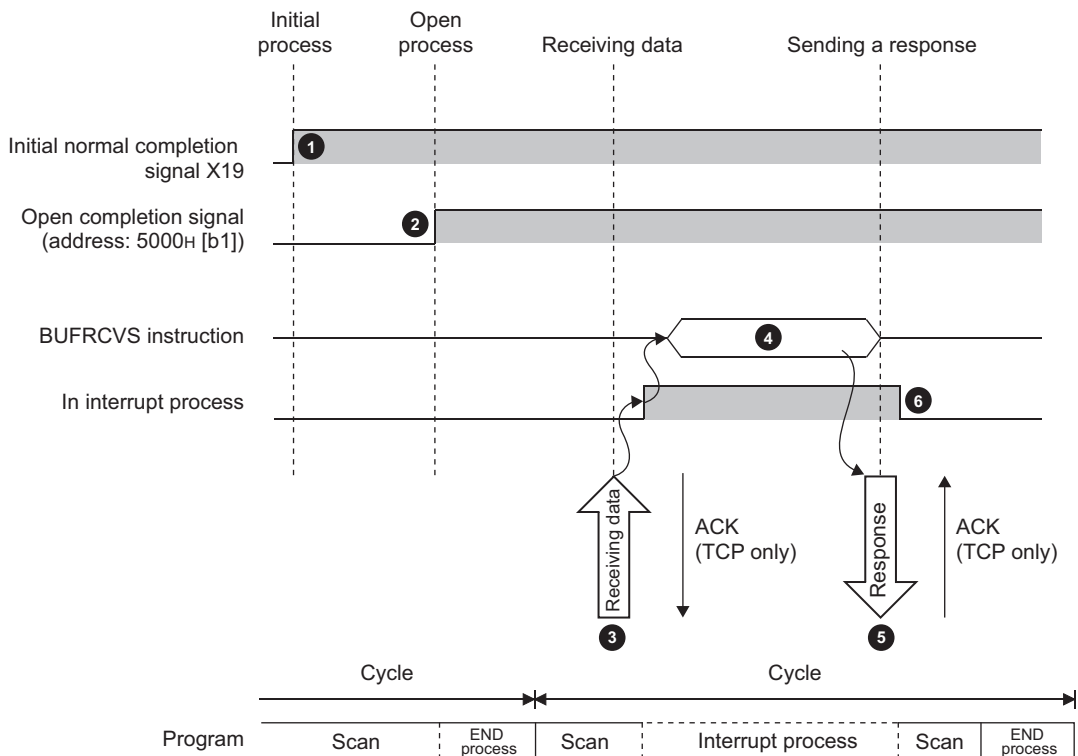 Initial
process
Open
process
Receiving data
Sending a response
Initial normal completion
signal X19
1
Open completion signal
(address: 5000H [b1])
2
BUFRCVS instruction
4
In interrupt process
6
Receiving data
ACK
(TCP only)
Response
ACK
(TCP only)
3
5
Cycle
Cycle
Program
Scan
END
process
Scan
Interrupt process
Scan
END
process